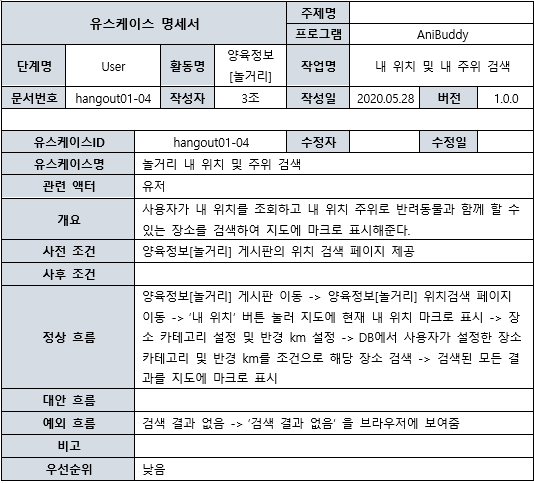 유스케이스 명세서
주제명
프로그램 AniBuddy
단계명 User 활동명 양육정보
[놀거리] 작업명 내 위치 및 내 주위 검색
문서번호 hangout01-04 작성자 3조 작성일 2020.05.28 버전 1.0.0
유스케이스ID hangout01-04 수정자 수정일
유스케이스명 놀거리 내 위치 및 주위 검색
관련 액터 유저
개요 사용자가 내 위치를 조회하고 내 위치 주위로 반려동물과 함께 할 수
있는 장소를 검색하여 지도에 마크로 표시해준다.
사전 조건 양육정보[놀거리] 게시판의 위치 검색 페이지 제공
사후 조건
정상 흐름 양육정보[놀거리] 게시판 이동 -> 양육정보[놀거리] 위치검색 페이지
이동 -> ‘내 위치’ 버튼 눌러 지도에 현재 내 위치 마크로 표시 -> 장
소 카테고리 설정 및 반경 km 설정 -> DB에서 사용자가 설정한 장소
카테고리 및 반경 km를 조건으로 해당 장소 검색 -> 검색된 모든 결
과를 지도에 마크로 표시
대안 흐름
예외 흐름 검색 결과 없음 -> ‘검색 결과 없음’ 을 브라우저에 보여줌
비고
우선순위 낮음